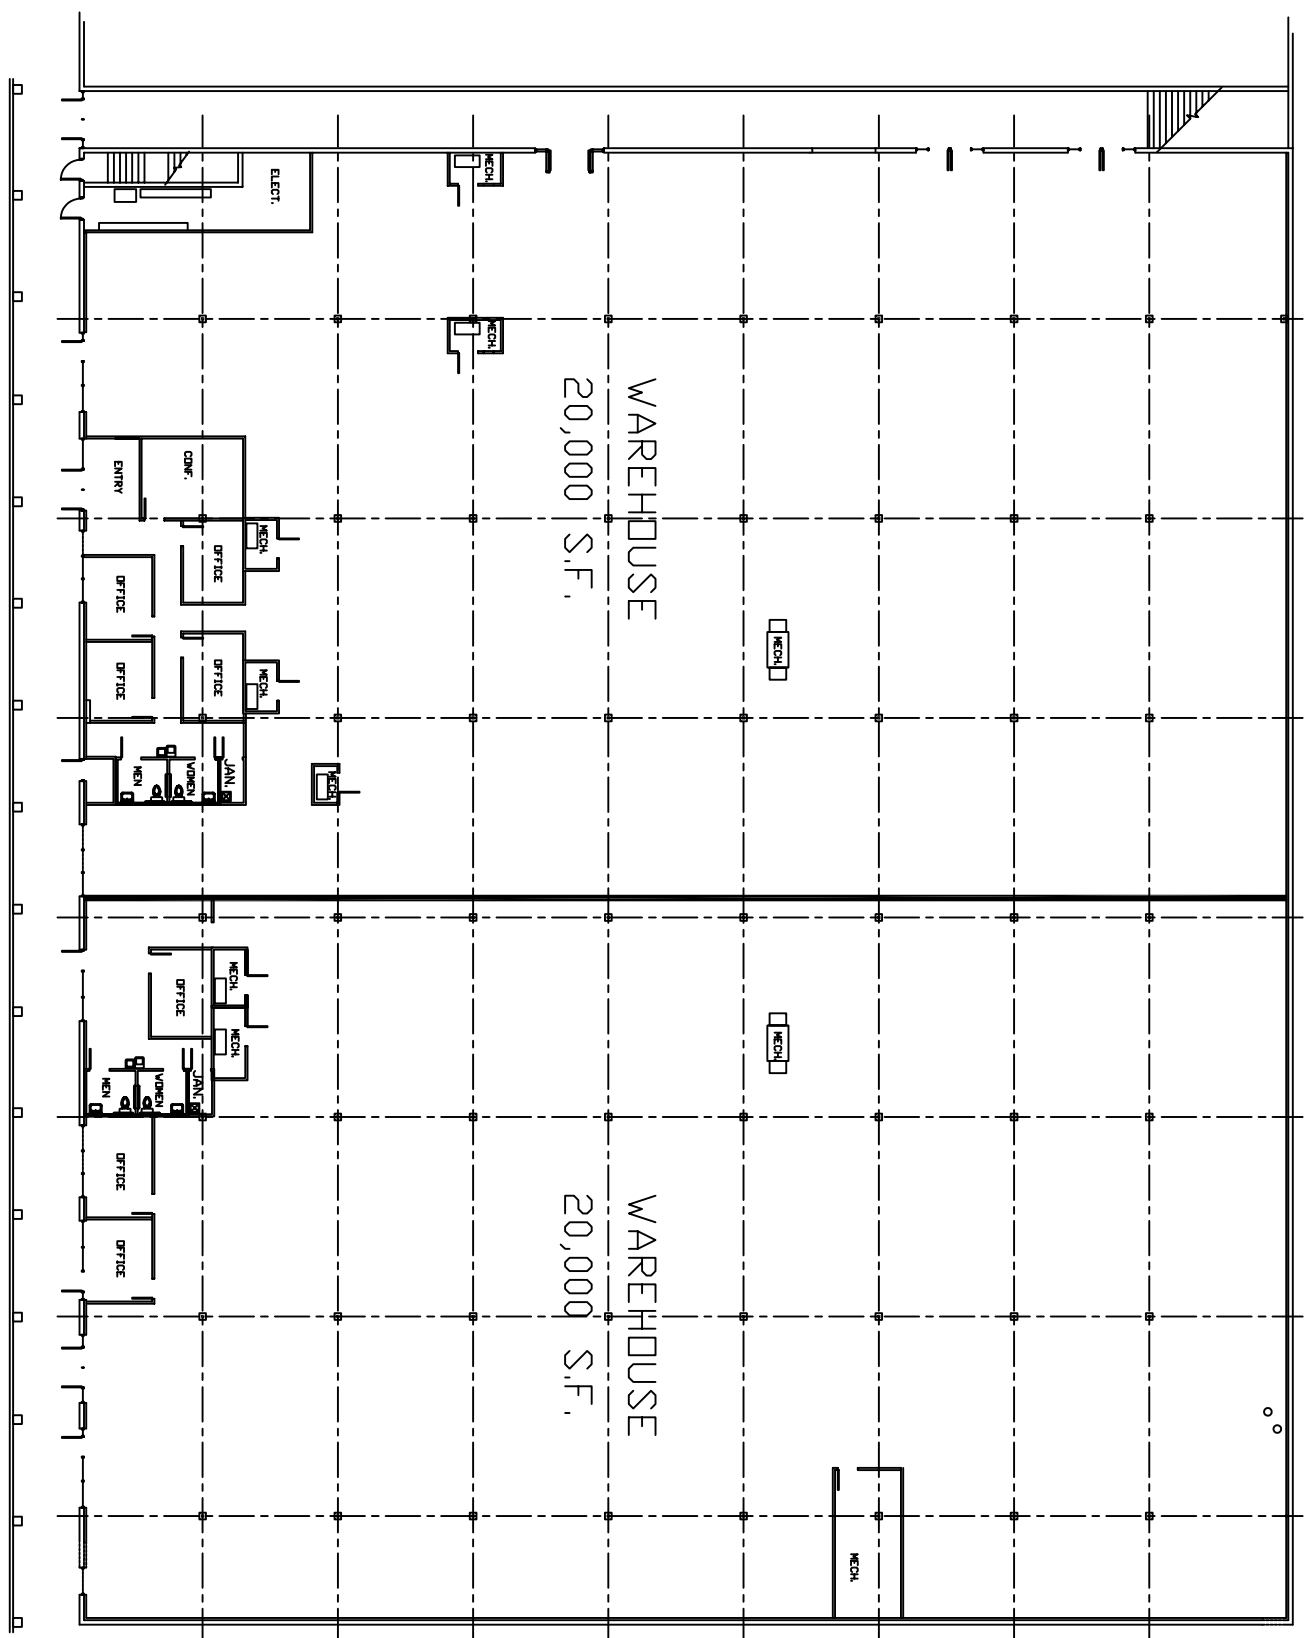 ELECT.
MECH.
MECH.
WAREHOUSE
20,000 S.F.
ENTRY
CONF.
MECH.
OFFICE
OFFICE
MECH.
OFFICE
OFFICE
MECH.
MEN
WOMEN
JAN.
MECH.
MECH.
OFFICE
MECH.
MECH.
MEN
WOMEN
JAN.
OFFICE
OFFICE
WAREHOUSE
20,000 S.F.
MECH.